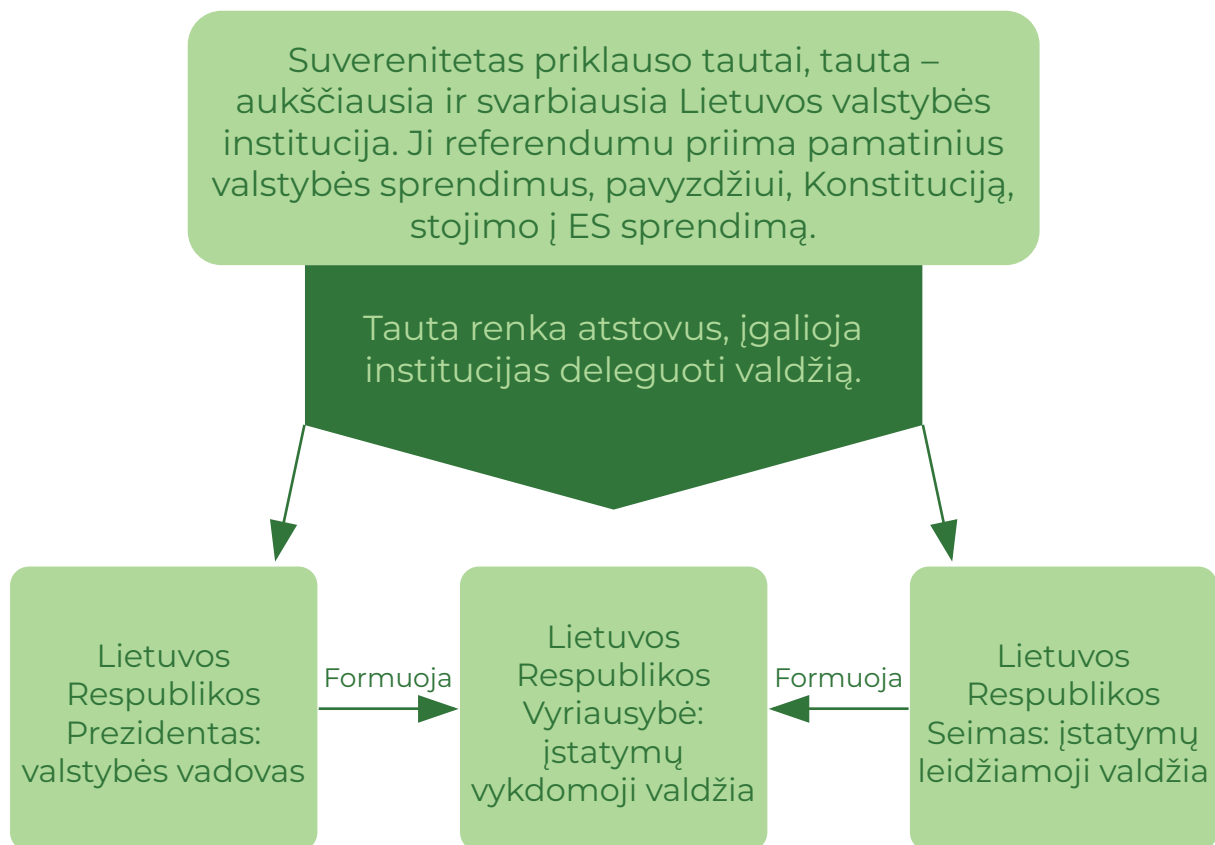 Suverenitetas priklauso tautai, tauta –
aukščiausia ir svarbiausia Lietuvos valstybės
institucija. Ji referendumu priima pamatinius
valstybės sprendimus, pavyzdžiui, Konstituciją,
stojimo į ES sprendimą.
Tauta renka atstovus, įgalioja
institucijas deleguoti valdžią.
Lietuvos
Respublikos
Prezidentas:
valstybės vadovas
Formuoja
Lietuvos
Respublikos
Vyriausybė:
įstatymų
vykdomoji valdžia
Formuoja
Lietuvos
Respublikos
Seimas: įstatymų
leidžiamoji valdžia